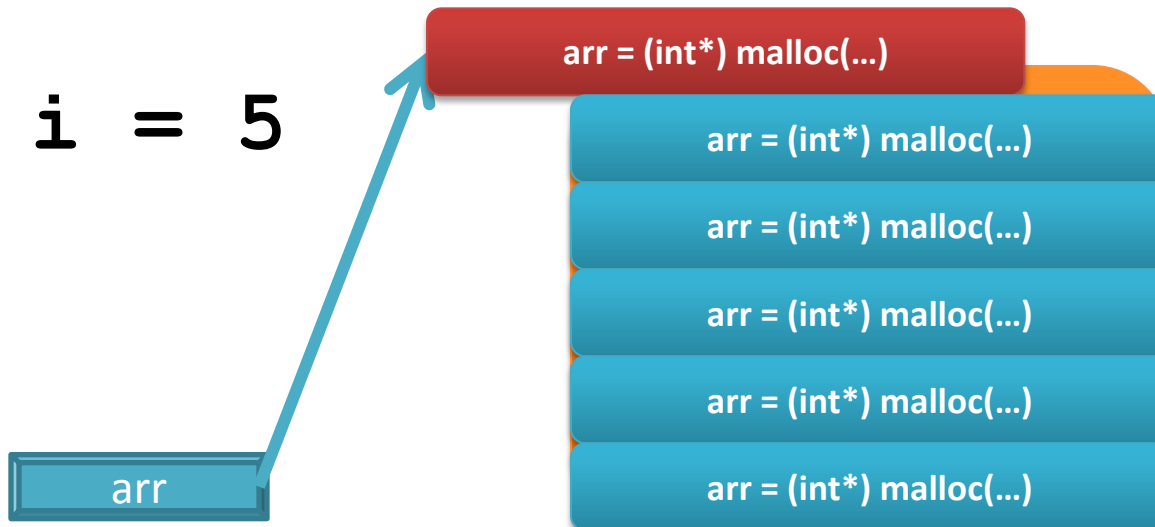 arr = (int*) malloc(…)
i = 5
arr = (int*) malloc(…)
arr = (int*) malloc(…)
arr = (int*) malloc(…)
arr = (int*) malloc(…)
arr = (int*) malloc(…)
arr